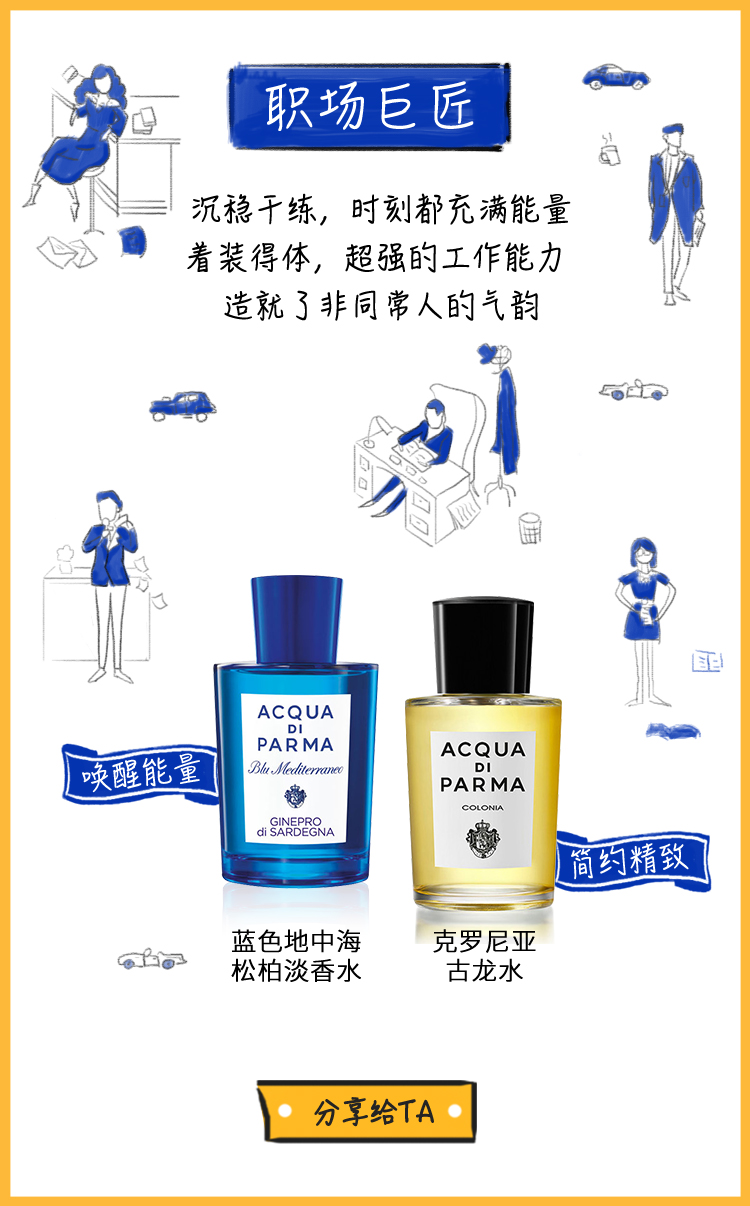 职场巨匠
沉稳干练，时刻都充满能量
着装得体，超强的工作能力
造就了非同常人的气韵
ACQUA
DI
PARMA
Blu Mediterraneo
GINEPRO
di SARDEGNA
唤醒能量
ACQUA
DI
PARMA
COLONIA
简约精致
蓝色地中海
松柏淡香水
克罗尼亚
古龙水
分享给TA